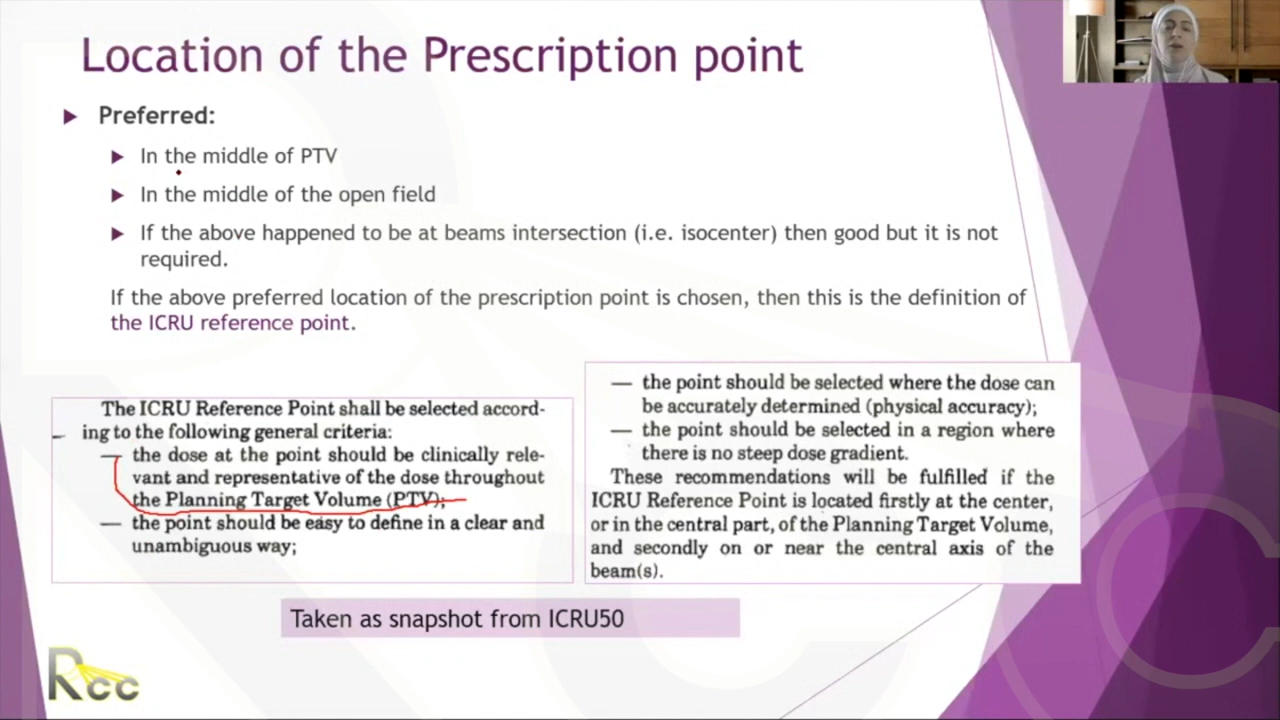 Location of the Prescription point
Preferred:
In the middle of PTV
In the middle of the open field
If the above happened to be at beams intersection (i.e. isocenter) then good but it is not
required.
If the above preferred location of the prescription point is chosen, then this is the definition of
the ICRU reference point.
The ICRU Reference Point shall be selected accord-
ing to the following general criteria:
— the dose at the point should be clinically rele-
vant and representative of the dose throughout
the Planning Target Volume (PTV);
— the point should be easy to define in a clear and
unambiguous way;
— the point should be selected where the dose can
be accurately determined (physical accuracy);
— the point should be selected in a region where
there is no steep dose gradient.
These recommendations will be fulfilled if the
ICRU Reference Point is located firstly at the center,
or in the central part, of the Planning Target Volume,
and secondly on or near the central axis of the
beam(s).
Taken as snapshot from ICRU50
Rcc